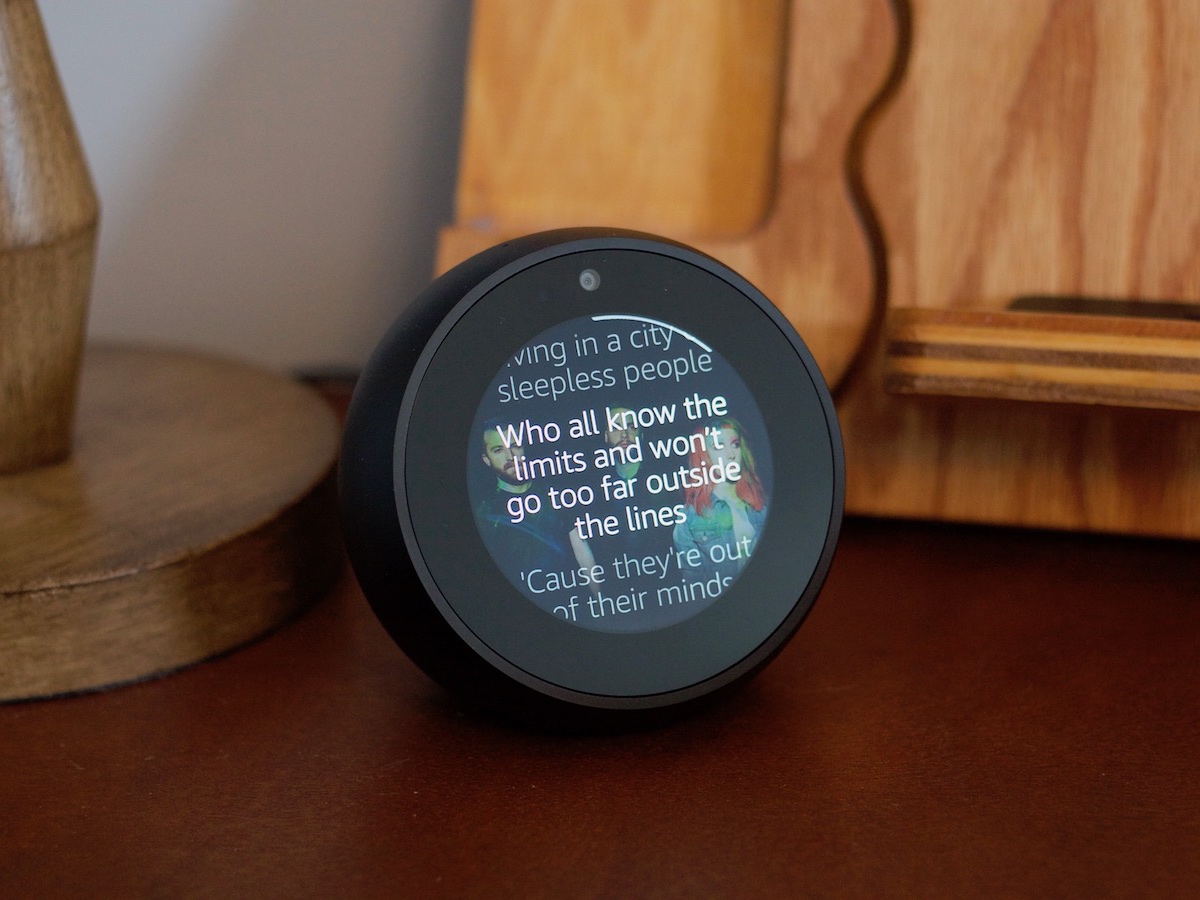 ving in a city
sleepless people
Who all know the
limits and won't
go too far outside
the lines
'Cause they're out
of their minds